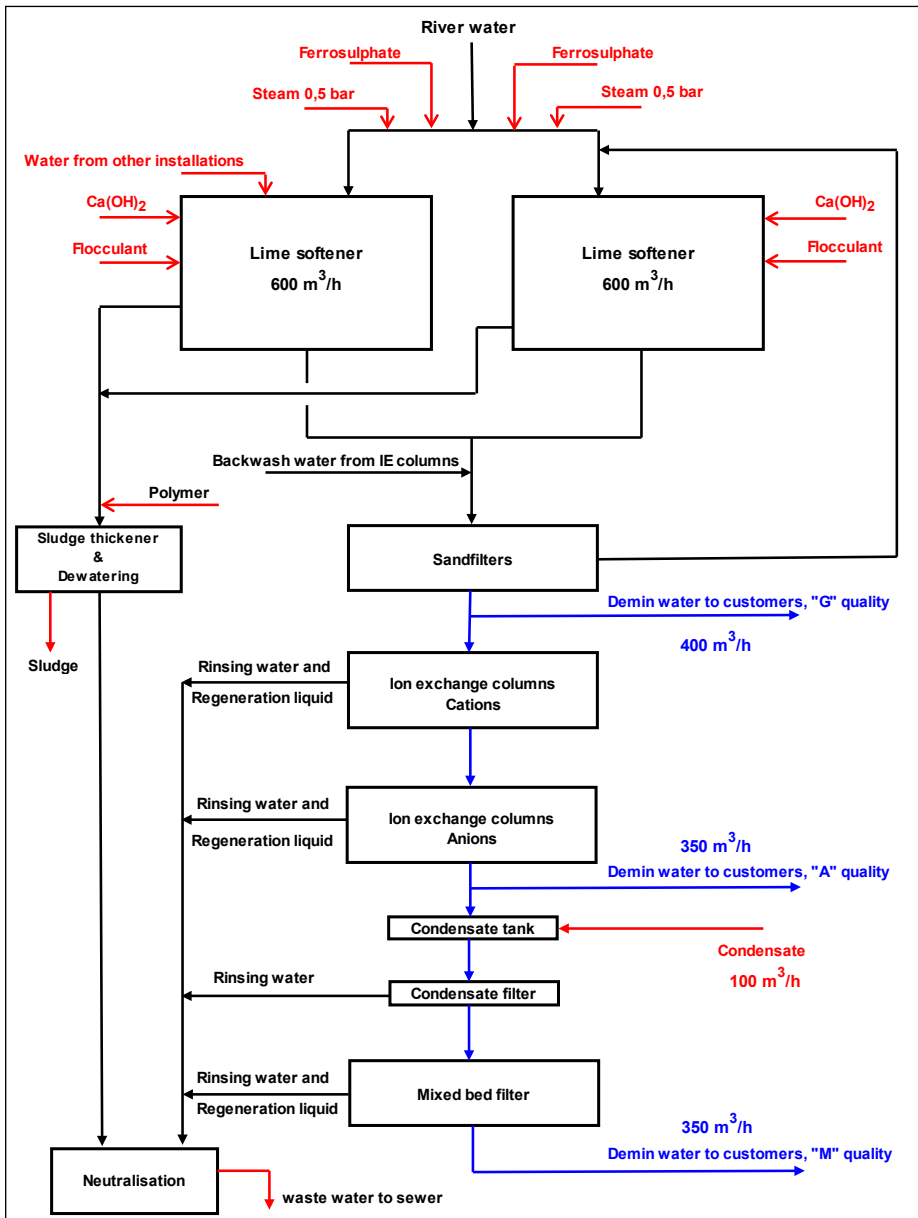 River water
Ferrosulphate
Ferrosulphate
Steam 0,5 bar
Steam 0,5 bar
Water from other installations
Ca(OH)2
Ca(OH)2
Flocculant
Flocculant
Lime softener
600 m3/h
Lime softener
600 m3/h
Backwash water from IE columns
Polymer
Sludge thickener
&
Dewatering
Sludge
Sandfilters
Demin water to customers, "G" quality
400 m3/h
Rinsing water and
Regeneration liquid
Ion exchange columns
Cations
Rinsing water and
Regeneration liquid
Ion exchange columns
Anions
350 m3/h
Demin water to customers, "A" quality
Condensate tank
Condensate
100 m3/h
Rinsing water
Condensate filter
Rinsing water and
Regeneration liquid
Mixed bed filter
350 m3/h
Demin water to customers, "M" quality
Neutralisation
waste water to sewer